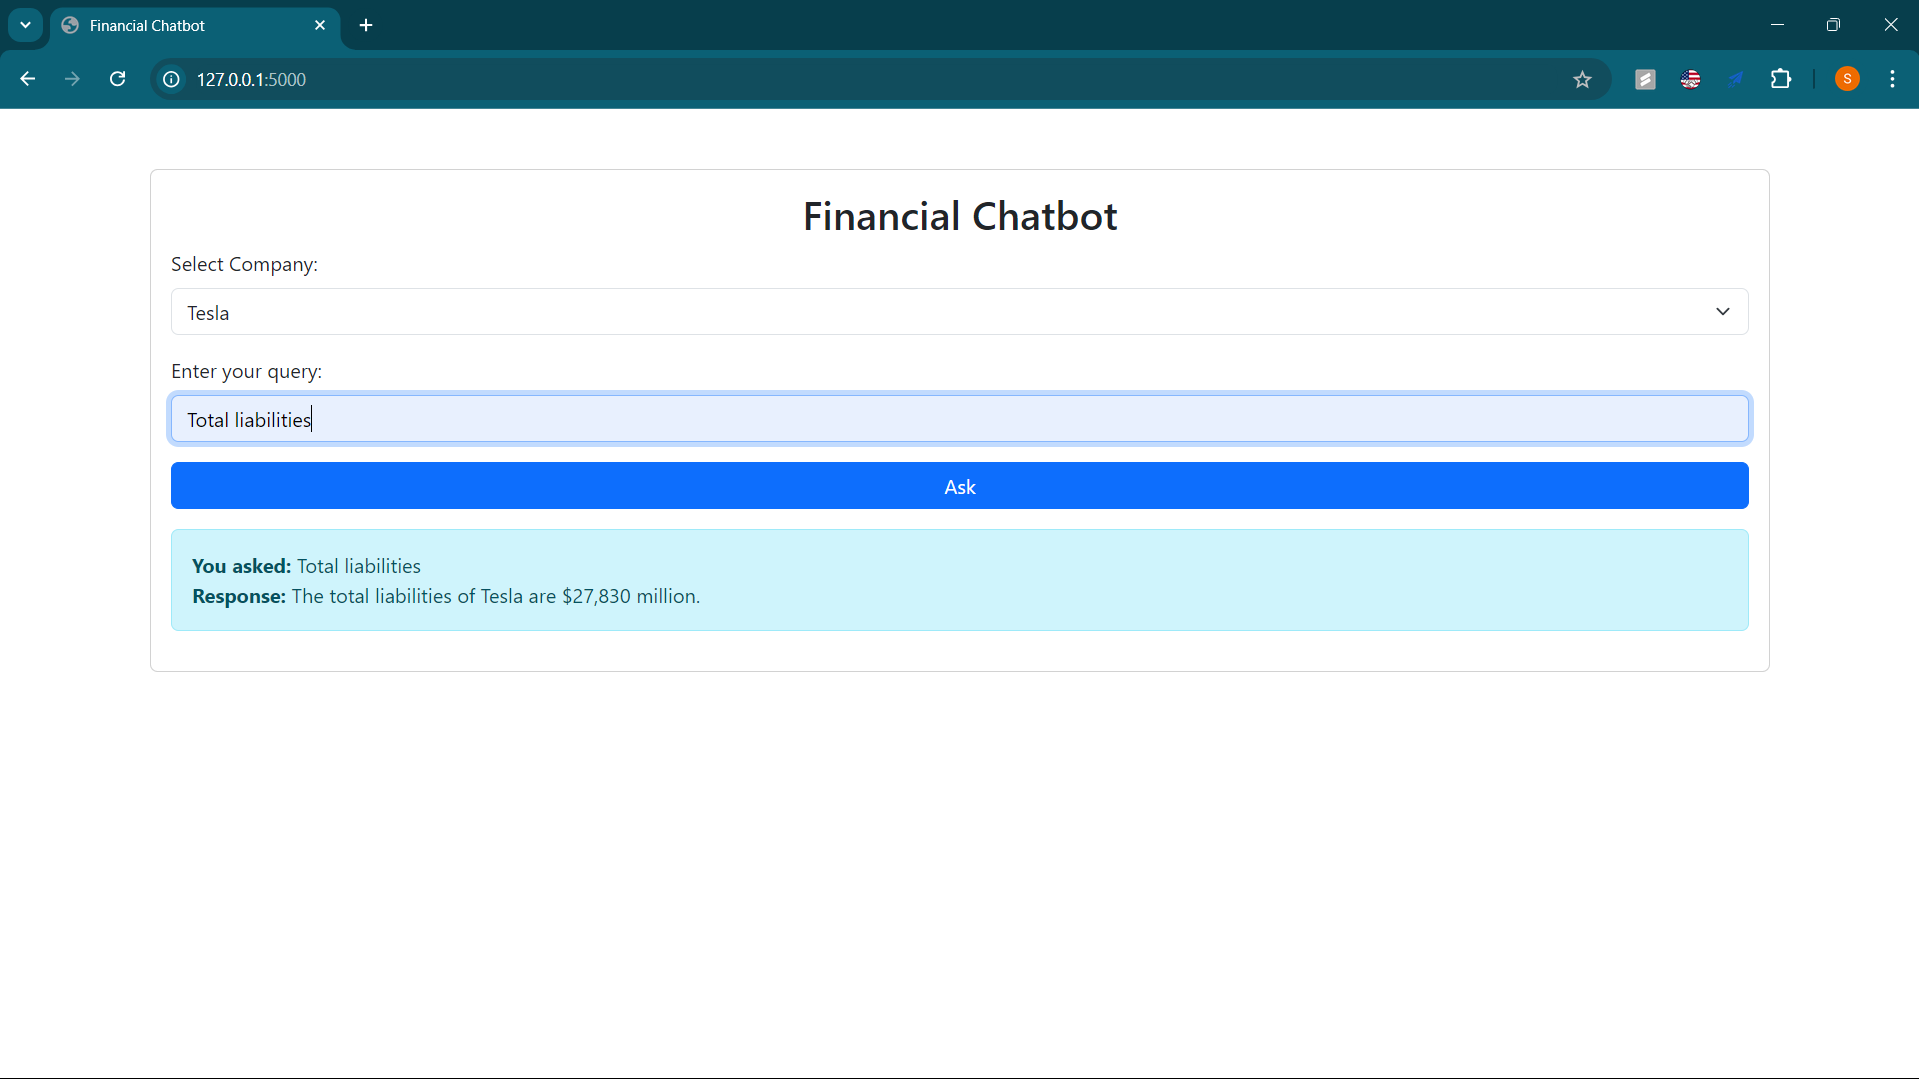 Financial Chatbot
127.0.0.1:5000
S
Financial Chatbot
Select Company:
Tesla
Enter your query:
Total liabilities
Ask
You asked: Total liabilities
Response: The total liabilities of Tesla are $27,830 million.